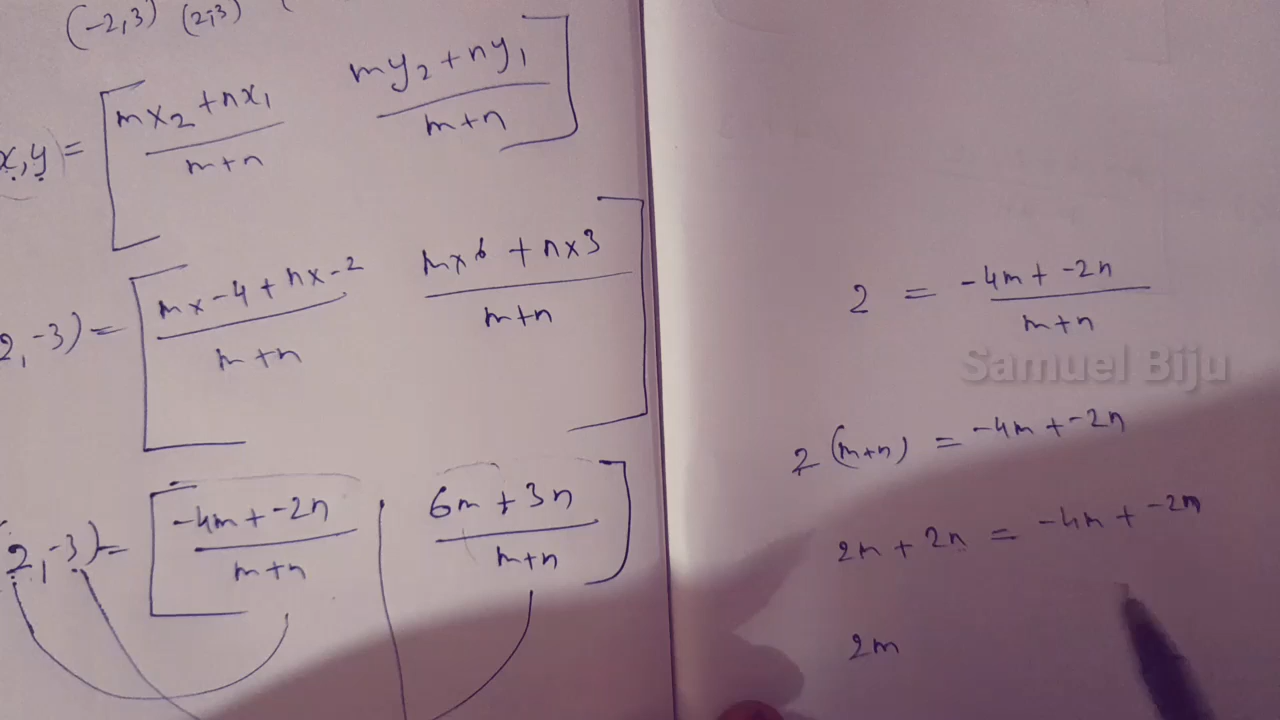 (-2,3) (2,3)
x,y) = [ mx₂ + nx₁ / m+n   my₂ + ny₁ / m+n ]
2,-3) = [ m×-4 + n×-2 / m+n   m×6 + n×3 / m+n ]
(2,-3) = [ -4m + -2n / m+n , 6m + 3n / m+n ]
2 = -4m + -2n / m+n
Samuel Biju
2 (m+n) = -4m + -2n
2m + 2n = -4m + -2n
2m